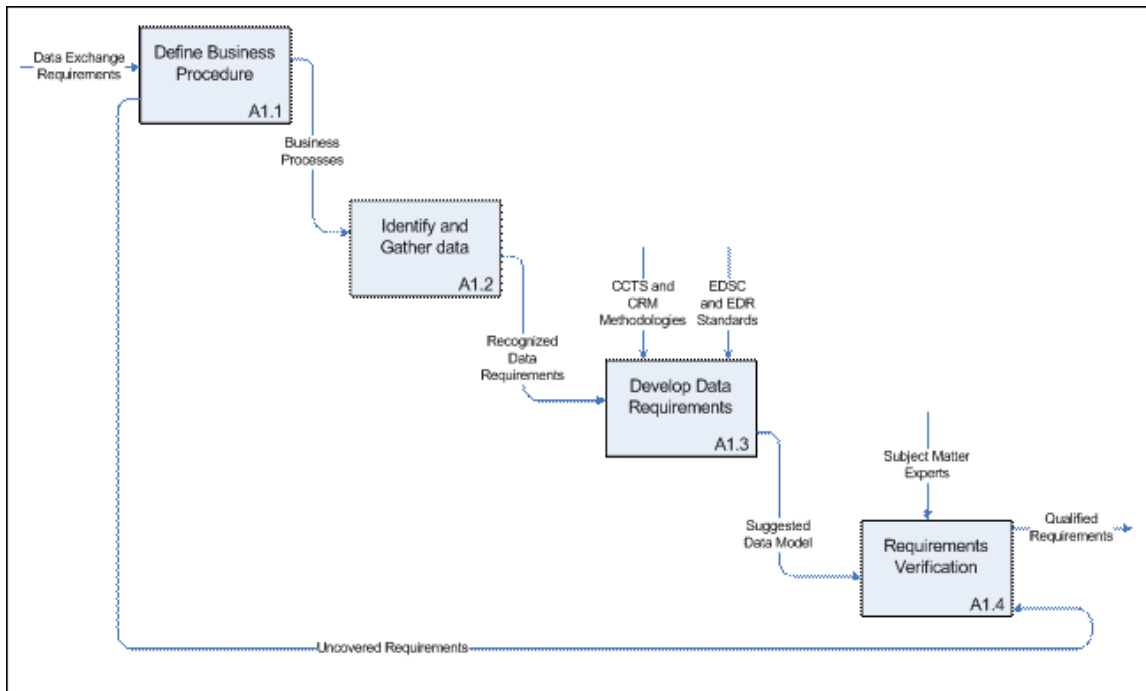 Data Exchange
Requirements
Define Business
Procedure
A1.1
Business
Processes
Identify and
Gather data
A1.2
Recognized
Data
Requirements
CCTS and
CRM
Methodologies
EDSC
and EDR
Standards
Develop Data
Requirements
A1.3
Suggested
Data Model
Subject Matter
Experts
Requirements
Verification
A1.4
Qualified
Requirements
Uncovered Requirements